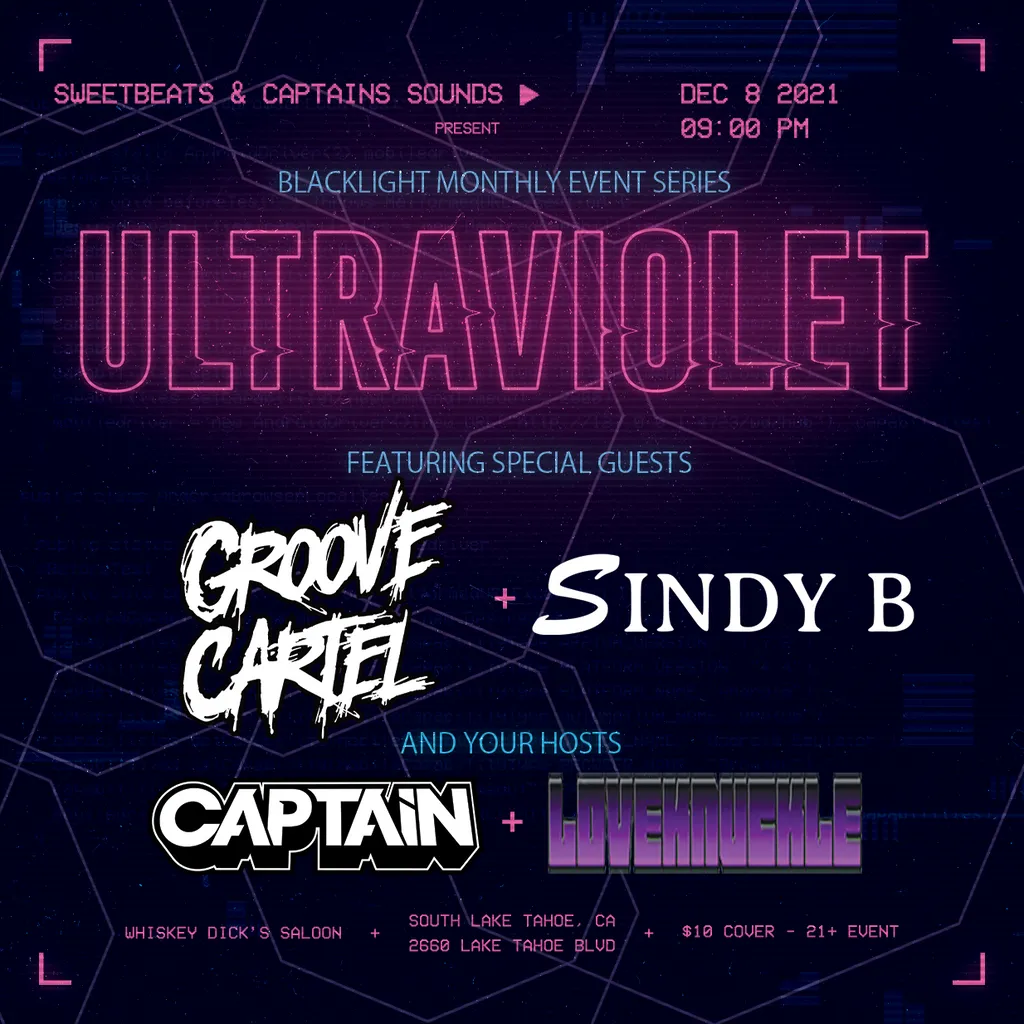 SWEETBEATS & CAPTAINS SOUNDS
PRESENT
DEC 8 2021
09:00 PM
BLACKLIGHT MONTHLY EVENT SERIES
ULTRAVIOLET
FEATURING SPECIAL GUESTS
GROOVE
CARTEL
+
SINDY B
AND YOUR HOSTS
CAPTAiN + LOVEKNUCKLE
WHISKEY DICK'S SALOON +
SOUTH LAKE TAHOE, CA
2660 LAKE TAHOE BLVD
+ $10 COVER - 21+ EVENT